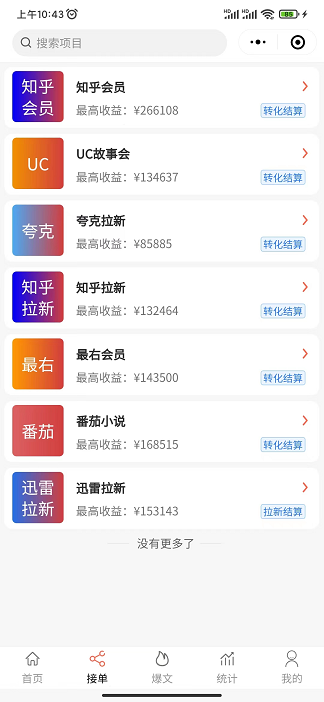 上午10:43
HD HD 85
搜索项目
知乎
会员
知乎会员
最高收益：¥266108
转化结算
UC
UC故事会
最高收益：¥134637
转化结算
夸克
夸克拉新
最高收益：¥85885
转化结算
知乎
拉新
知乎拉新
最高收益：¥132464
转化结算
最右
最右会员
最高收益：¥143500
转化结算
番茄
番茄小说
最高收益：¥168515
转化结算
迅雷
拉新
迅雷拉新
最高收益：¥153143
拉新结算
没有更多了
首页 接单 爆文 统计 我的